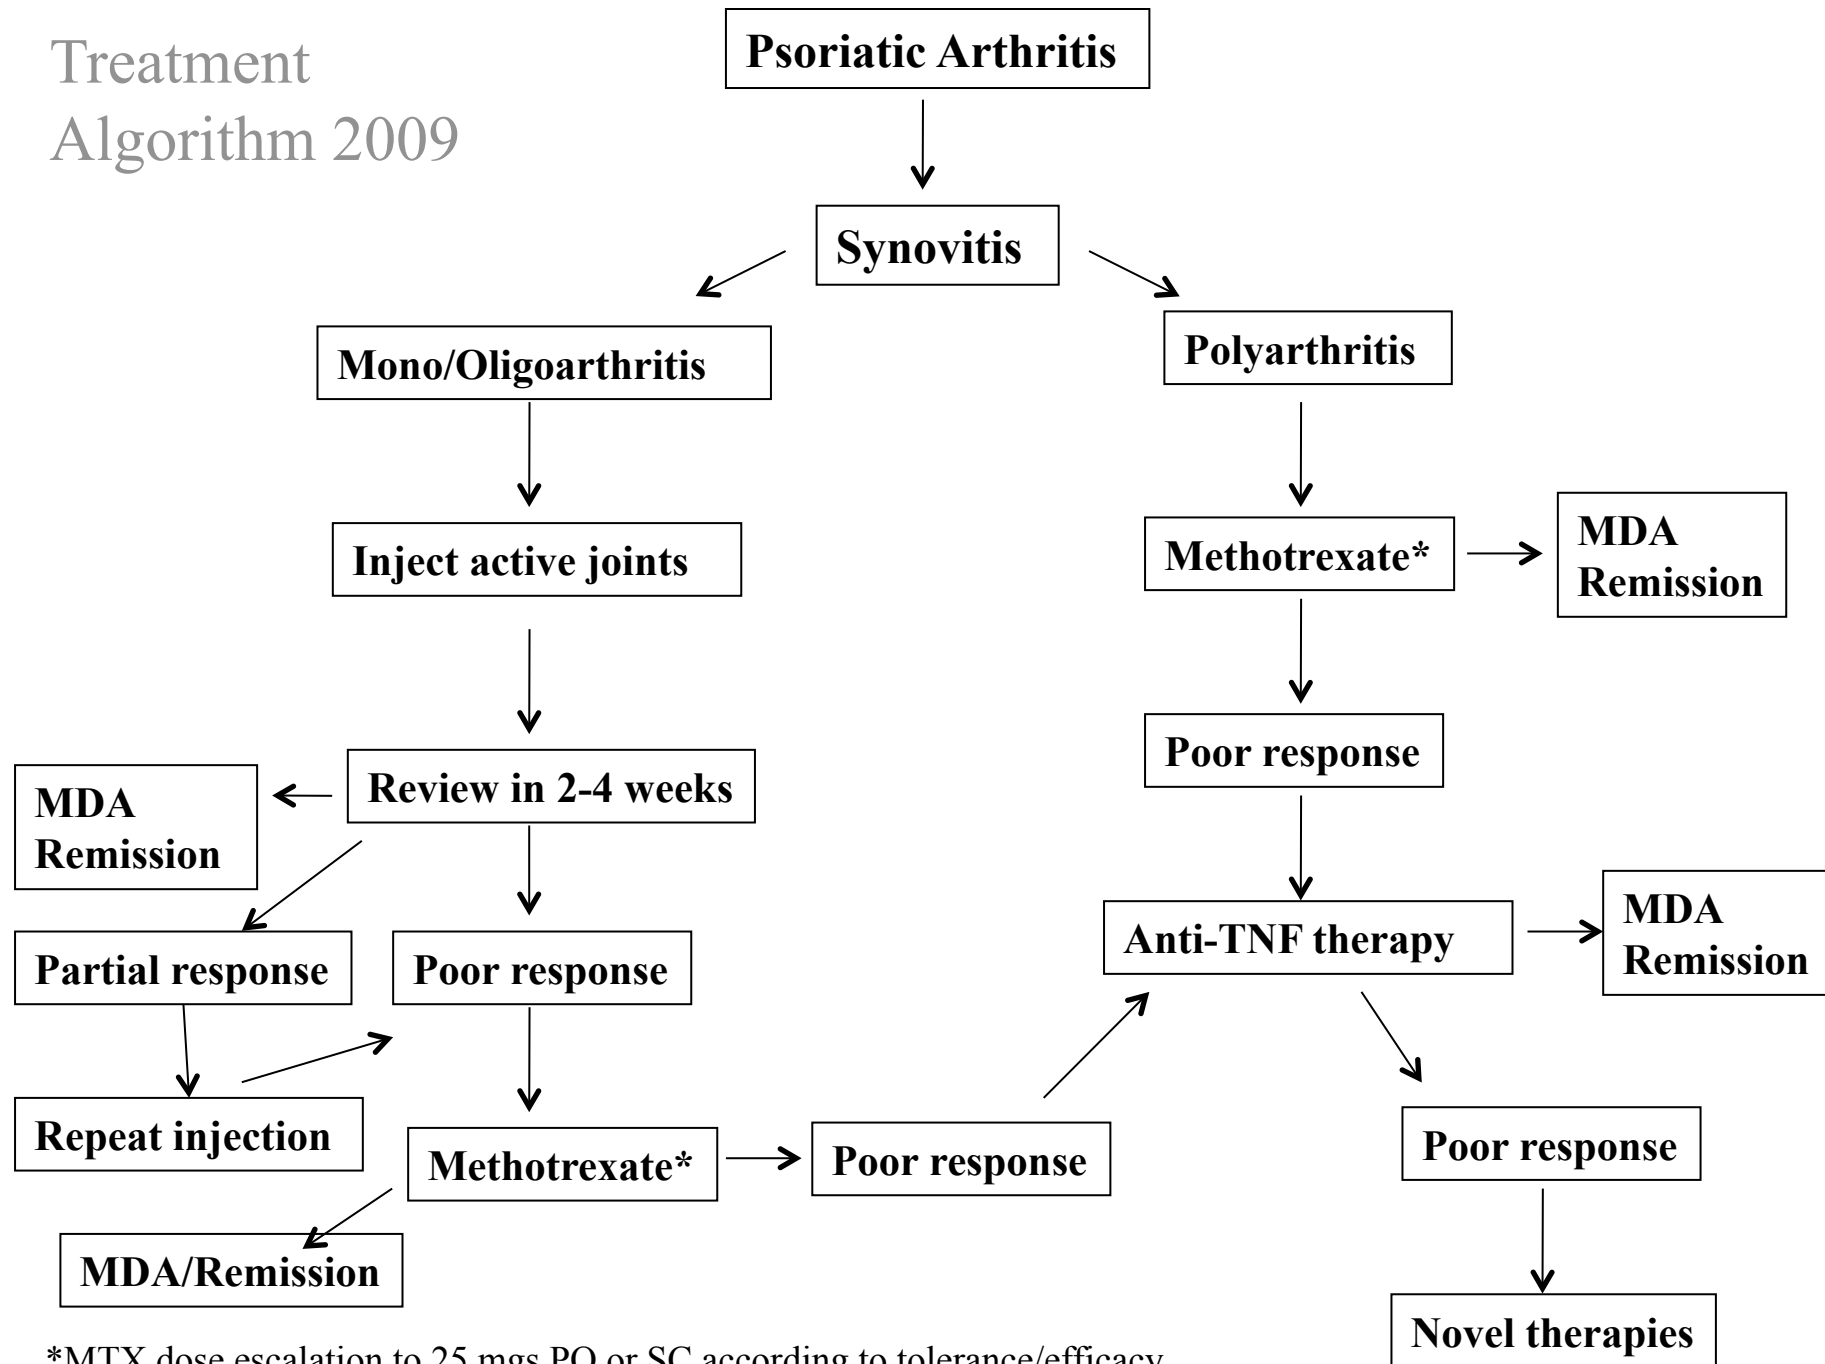 Treatment
Algorithm 2009
Psoriatic Arthritis
Synovitis
Mono/Oligoarthritis
Polyarthritis
Inject active joints
Methotrexate*
MDA
Remission
Poor response
Review in 2-4 weeks
MDA
Remission
Anti-TNF therapy
MDA
Remission
Partial response
Poor response
Repeat injection
Methotrexate*
Poor response
Poor response
MDA/Remission
Novel therapies
*MTX dose escalation to 25 mgs PO or SC according to tolerance/efficacy